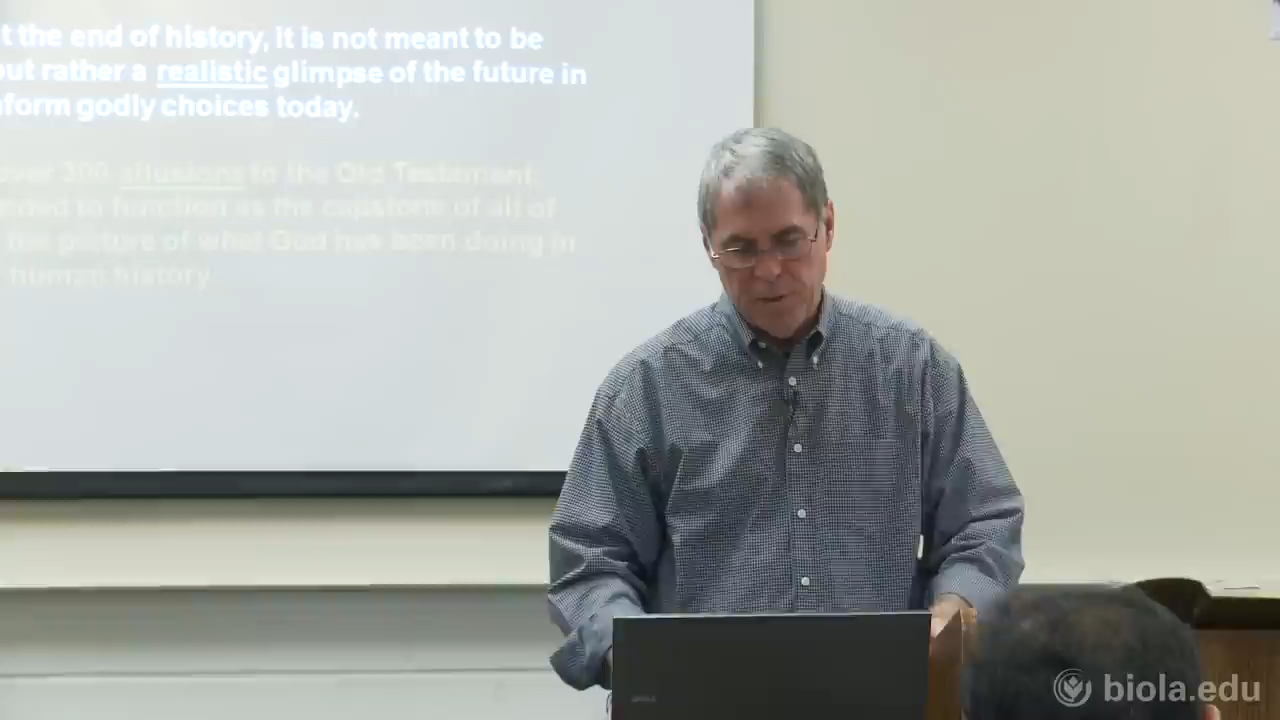 t the end of history, it is not meant to be
out rather a realistic glimpse of the future in
nform godly choices today.
over 300 allusions to the Old Testament;
ended to function as the capstone of all of
the picture of what God has been doing in
human history
biola.edu